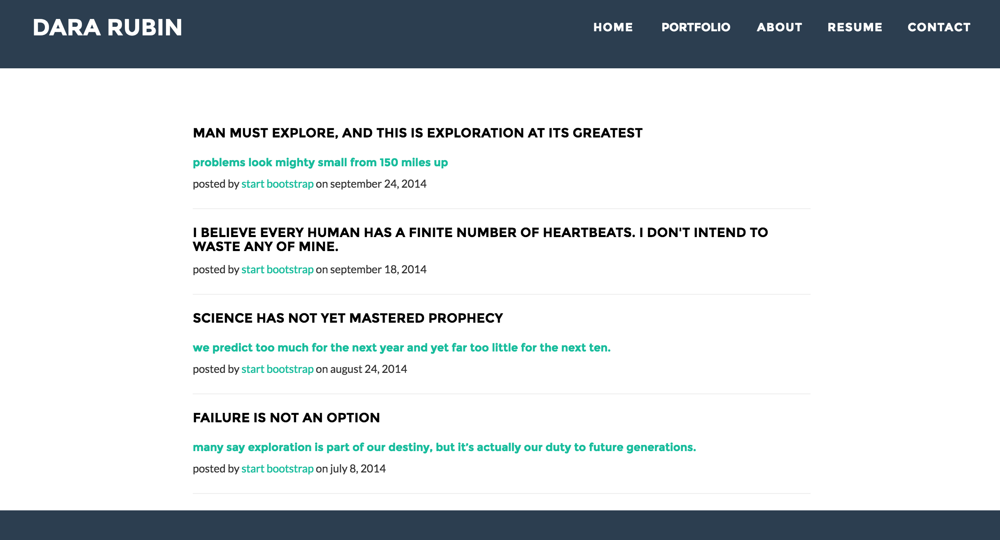 DARA RUBIN
HOME PORTFOLIO ABOUT RESUME CONTACT
MAN MUST EXPLORE, AND THIS IS EXPLORATION AT ITS GREATEST
problems look mighty small from 150 miles up
posted by start bootstrap on september 24, 2014
I BELIEVE EVERY HUMAN HAS A FINITE NUMBER OF HEARTBEATS. I DON'T INTEND TO
WASTE ANY OF MINE.
posted by start bootstrap on september 18, 2014
SCIENCE HAS NOT YET MASTERED PROPHECY
we predict too much for the next year and yet far too little for the next ten.
posted by start bootstrap on august 24, 2014
FAILURE IS NOT AN OPTION
many say exploration is part of our destiny, but it’s actually our duty to future generations.
posted by start bootstrap on july 8, 2014